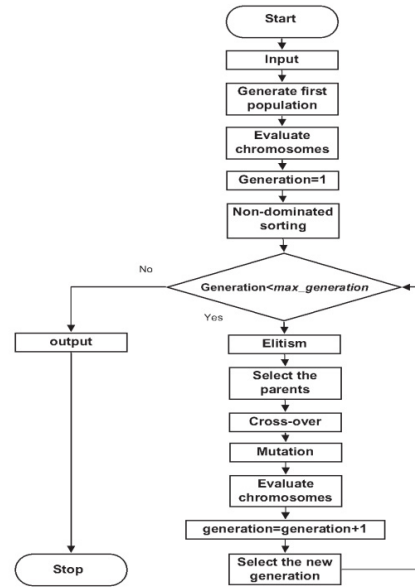 Start
Input
Generate first
population
Evaluate
chromosomes
Generation=1
Non-dominated
sorting
No
Generation<max_generation
Yes
output
Elitism
Select the
parents
Cross-over
Mutation
Evaluate
chromosomes
generation=generation+1
Stop
Select the new
generation